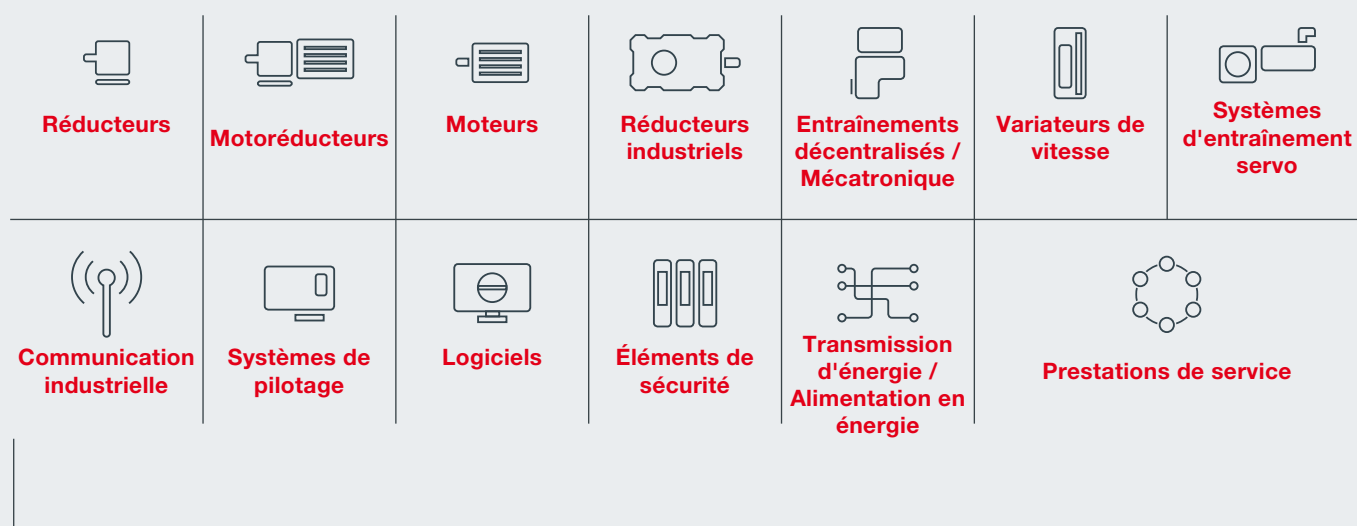 Réducteurs
Motoréducteurs
Moteurs
Réducteurs
industriels
Entraînements
décentralisés /
Mécatronique
Variateurs de
vitesse
Systèmes
d'entraînement
servo
Communication
industrielle
Systèmes de
pilotage
Logiciels
Éléments de
sécurité
Transmission
d'énergie /
Alimentation en
énergie
Prestations de service